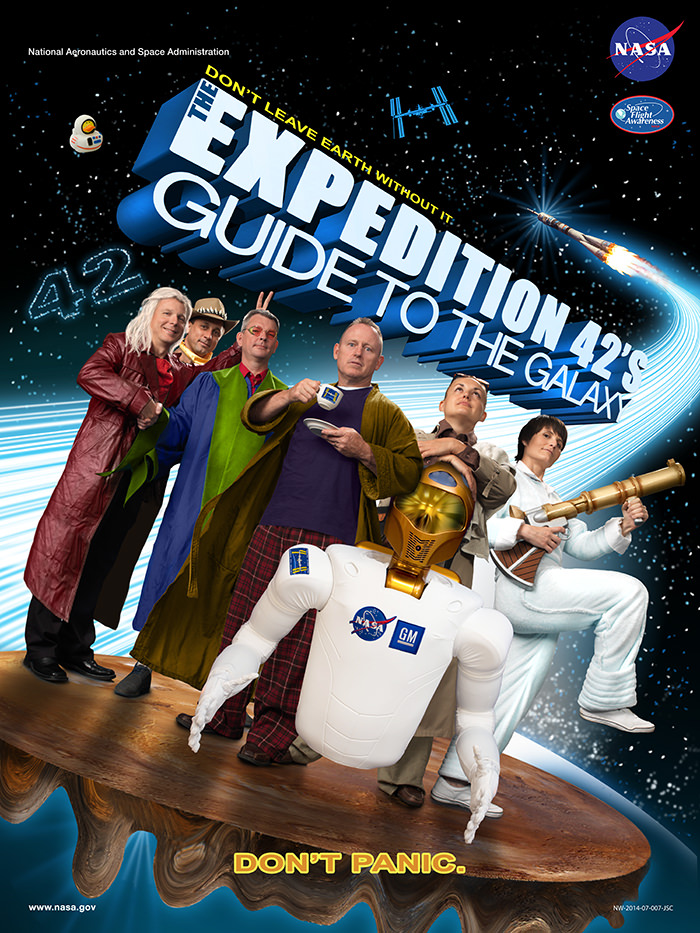 National Aeronautics and Space Administration
NASA
Space
Flight
Awareness
DON'T LEAVE EARTH WITHOUT IT.
THE
EXPEDITION 42'S
GUIDE TO THE GALAXY
42
NASA
GM
DON'T PANIC.
www.nasa.gov
NW-2014-07-007-JSC